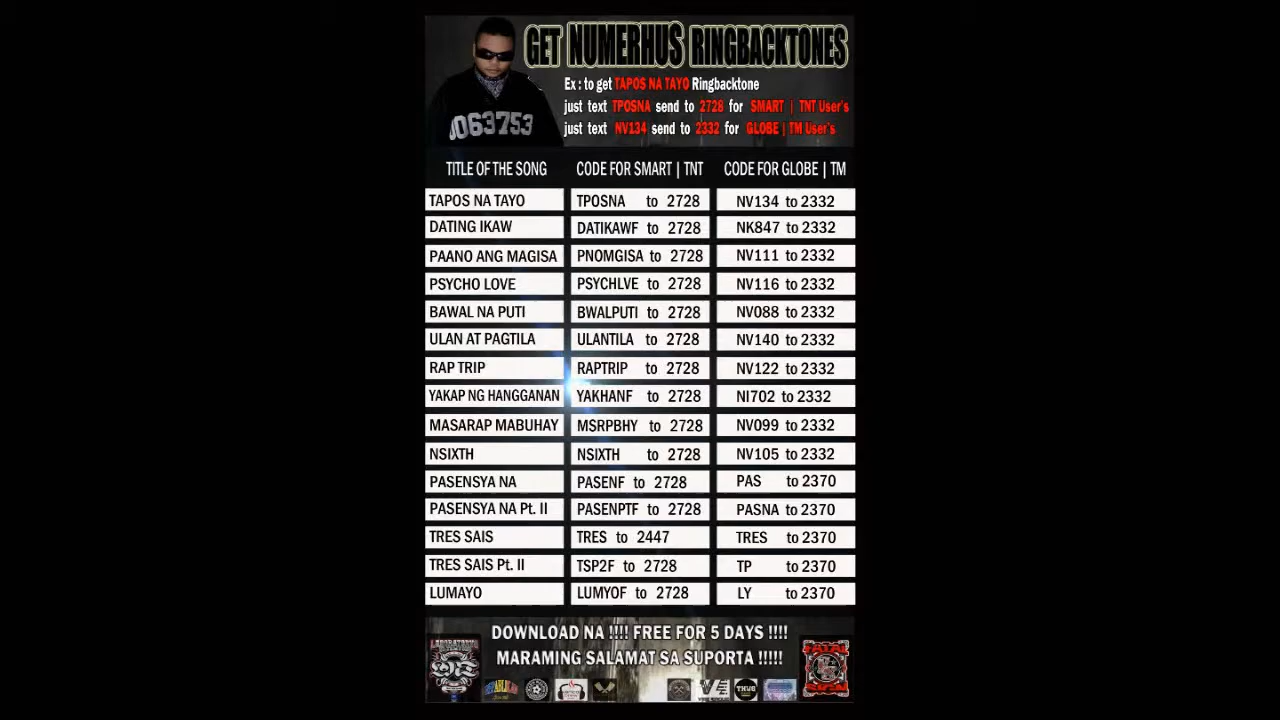 GET NUMERHUS RINGBACKTONES
Ex : to get TAPOS NA TAYO Ringbacktone
just text TPOSNA send to 2728 for SMART | TNT User's
just text NV134 send to 2332 for GLOBE | TM User's
JO63753
TITLE OF THE SONG CODE FOR SMART | TNT CODE FOR GLOBE | TM
TAPOS NA TAYO TPOSNA to 2728 NV134 to 2332
DATING IKAW DATIKAWF to 2728 NK847 to 2332
PAANO ANG MAGISA PNOMGISA to 2728 NV111 to 2332
PSYCHO LOVE PSYCHLVE to 2728 NV116 to 2332
BAWAL NA PUTI BWALPUTI to 2728 NV088 to 2332
ULAN AT PAGTILA ULANTILA to 2728 NV140 to 2332
RAP TRIP RAPTRIP to 2728 NV122 to 2332
YAKAP NG HANGGANAN YAKHANF to 2728 NI702 to 2332
MASARAP MABUHAY MSRPBHY to 2728 NV099 to 2332
NSIXTH NSIXTH to 2728 NV105 to 2332
PASENSYA NA PASENF to 2728 PAS to 2370
PASENSYA NA Pt. II PASENPTF to 2728 PASNA to 2370
TRES SAIS TRES to 2447 TRES to 2370
TRES SAIS Pt. II TSP2F to 2728 TP to 2370
LUMAYO LUMYOF to 2728 LY to 2370
DOWNLOAD NA !!!! FREE FOR 5 DAYS !!!!
MARAMING SALAMAT SA SUPORTA !!!!!
FATAL
SIGN